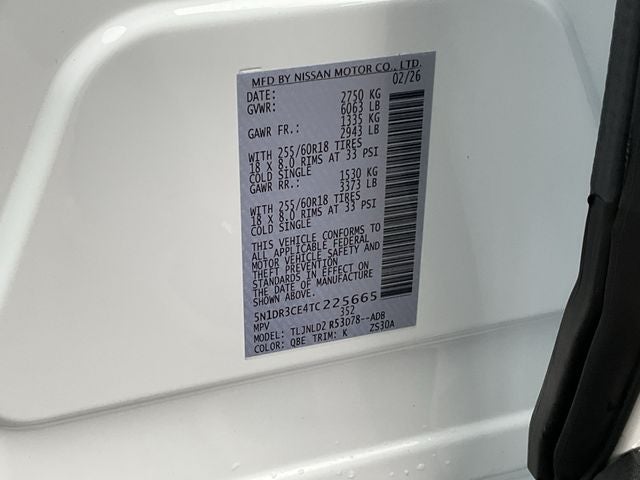 MFD BY NISSAN MOTOR CO., LTD.
DATE: 02/26
GVWR: 2750 KG
6063 LB
GAWR FR.: 1335 KG
2943 LB
WITH 255/60R18 TIRES
18 X 8.0 RIMS AT 33 PSI
COLD SINGLE
GAWR RR.: 1530 KG
3373 LB
WITH 255/60R18 TIRES
18 X 8.0 RIMS AT 33 PSI
COLD SINGLE
THIS VEHICLE CONFORMS TO
ALL APPLICABLE FEDERAL
MOTOR VEHICLE SAFETY AND
THEFT PREVENTION
STANDARDS IN EFFECT ON
THE DATE OF MANUFACTURE
SHOWN ABOVE.
5N1DR3CE4TC225665
MPV 352
MODEL: TLJNLD2 R53D78--ADB
COLOR: QBE TRIM: K ZS30A